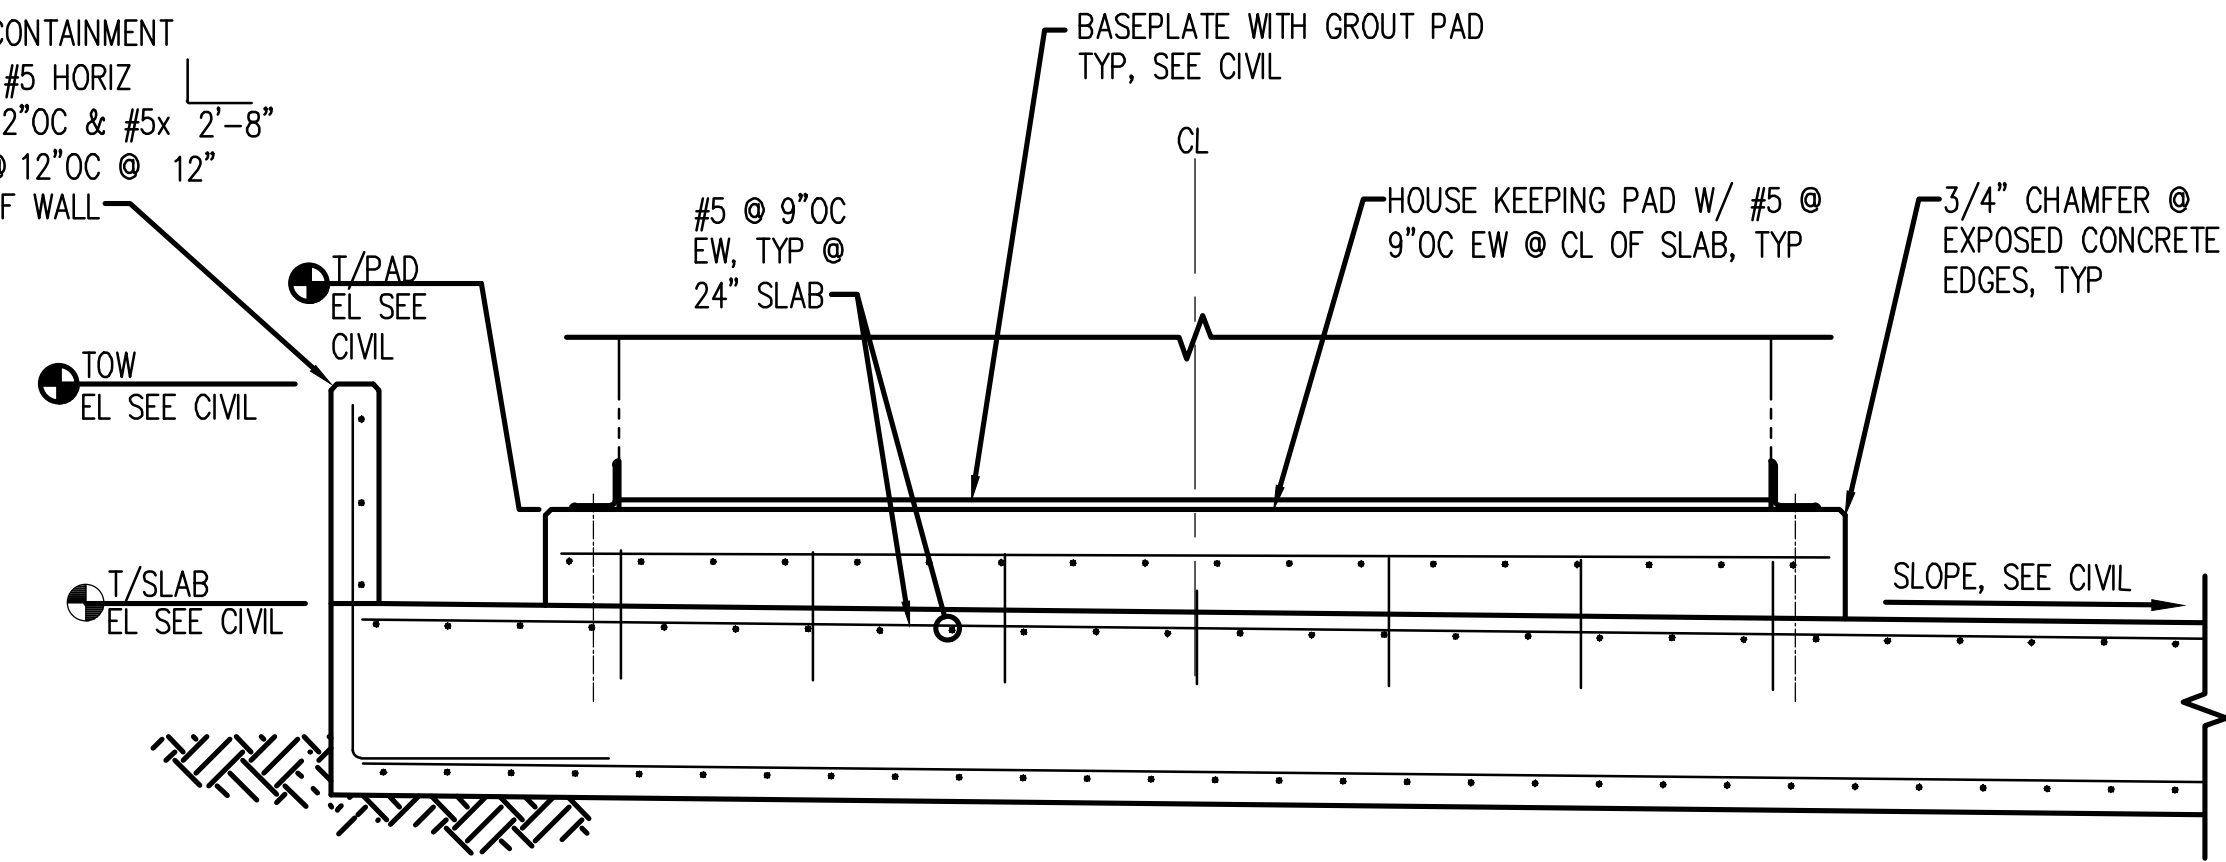 CONTAINMENT
#5 HORIZ
2"OC & #5x 2'-8"
@ 12"OC @ 12"
F WALL
BASEPLATE WITH GROUT PAD
TYP, SEE CIVIL
CL
#5 @ 9"OC
EW, TYP @
24" SLAB
HOUSE KEEPING PAD W/ #5 @
9"OC EW @ CL OF SLAB, TYP
3/4" CHAMFER @
EXPOSED CONCRETE
EDGES, TYP
T/PAD
EL SEE
CIVIL
TOW
EL SEE CIVIL
T/SLAB
EL SEE CIVIL
SLOPE, SEE CIVIL